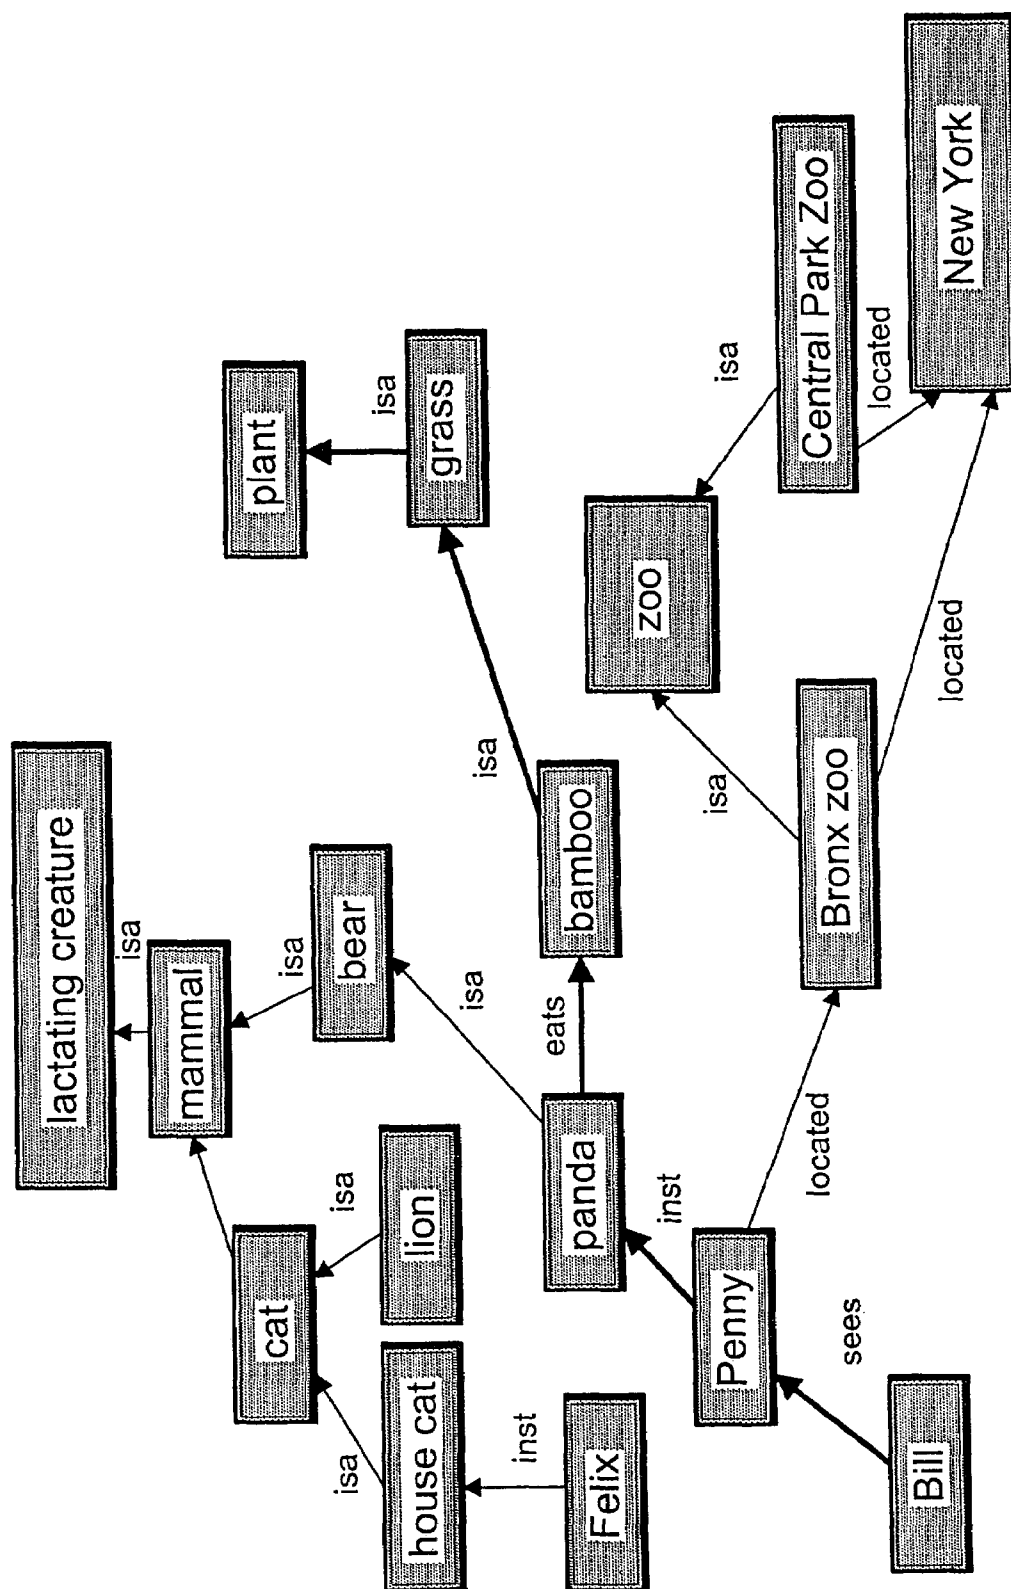 lactating creature
isa
mammal
isa
cat
isa
bear
isa
lion
isa
house cat
inst
Felix
isa
panda
eats
bamboo
isa
grass
isa
plant
inst
Penny
sees
Bill
located
Bronx zoo
isa
zoo
isa
Central Park Zoo
located
located
New York